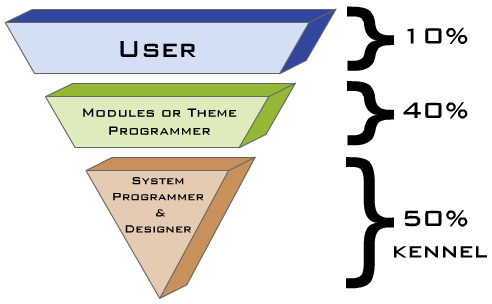 User
10%
Modules or Theme
Programmer
40%
System
Programmer
&
Designer
50%
kennel